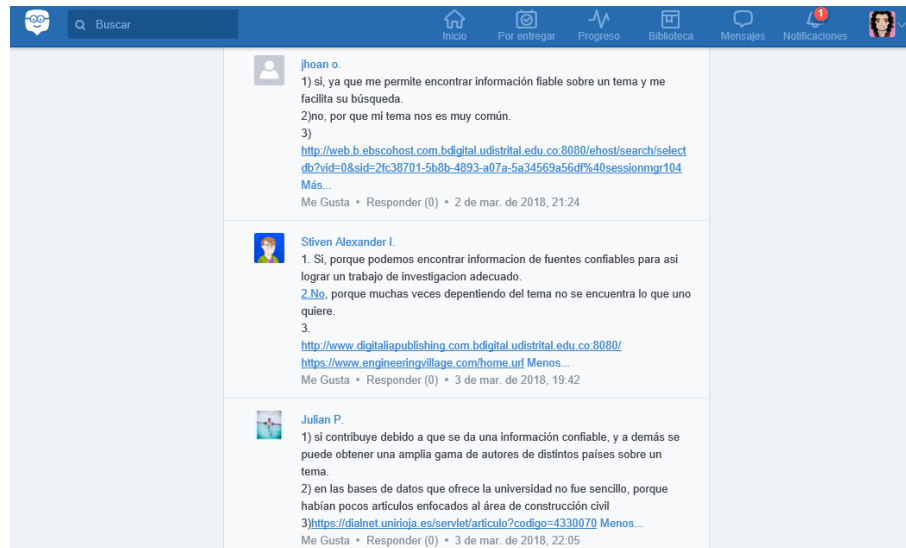 Buscar
Inicio
Por entregar
Progreso
Biblioteca
Mensajes
1
Notificaciones
jhoan o.
1) si, ya que me permite encontrar información fiable sobre un tema y me
facilita su búsqueda.
2)no, por que mi tema nos es muy común.
3)
http://web.b.ebscohost.com.bdigital.udistrital.edu.co:8080/ehost/search/select
db?vid=0&sid=2fc38701-5b8b-4893-a07a-5a34569a56df%40sessionmgr104
Más...
Me Gusta • Responder (0) • 2 de mar. de 2018, 21:24
Stiven Alexander I.
1. Si, porque podemos encontrar informacion de fuentes confiables para asi
lograr un trabajo de investigacion adecuado.
2.No, porque muchas veces depentiendo del tema no se encuentra lo que uno
quiere.
3.
http://www.digitaliapublishing.com.bdigital.udistrital.edu.co:8080/
https://www.engineeringvillage.com/home.url Menos...
Me Gusta • Responder (0) • 3 de mar. de 2018, 19:42
Julian P.
1) si contribuye debido a que se da una información confiable, y a demás se
puede obtener una amplia gama de autores de distintos países sobre un
tema.
2) en las bases de datos que ofrece la universidad no fue sencillo, porque
habían pocos articulos enfocados al área de construcción civil
3)https://dialnet.unirioja.es/servlet/articulo?codigo=4330070 Menos...
Me Gusta • Responder (0) • 3 de mar. de 2018, 22:05